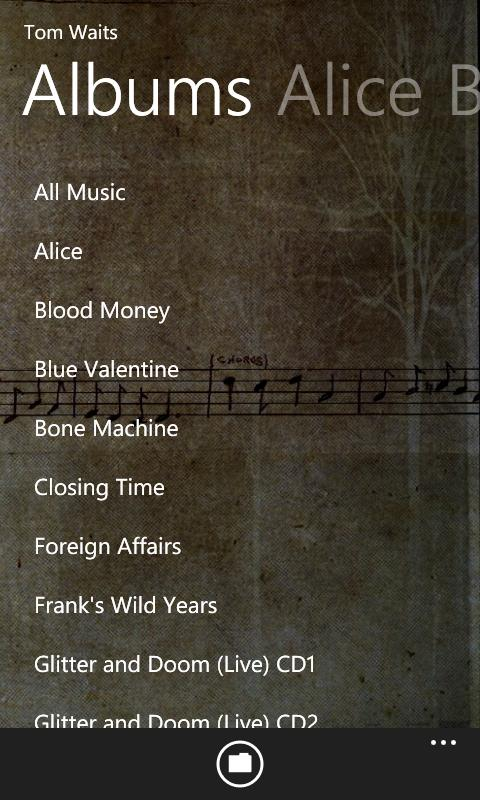 Tom Waits
Albums Alice B
All Music
Alice
Blood Money
(CHORUS)
Blue Valentine
Bone Machine
Closing Time
Foreign Affairs
Frank's Wild Years
Glitter and Doom (Live) CD1
Glitter and Doom (Live) CD2